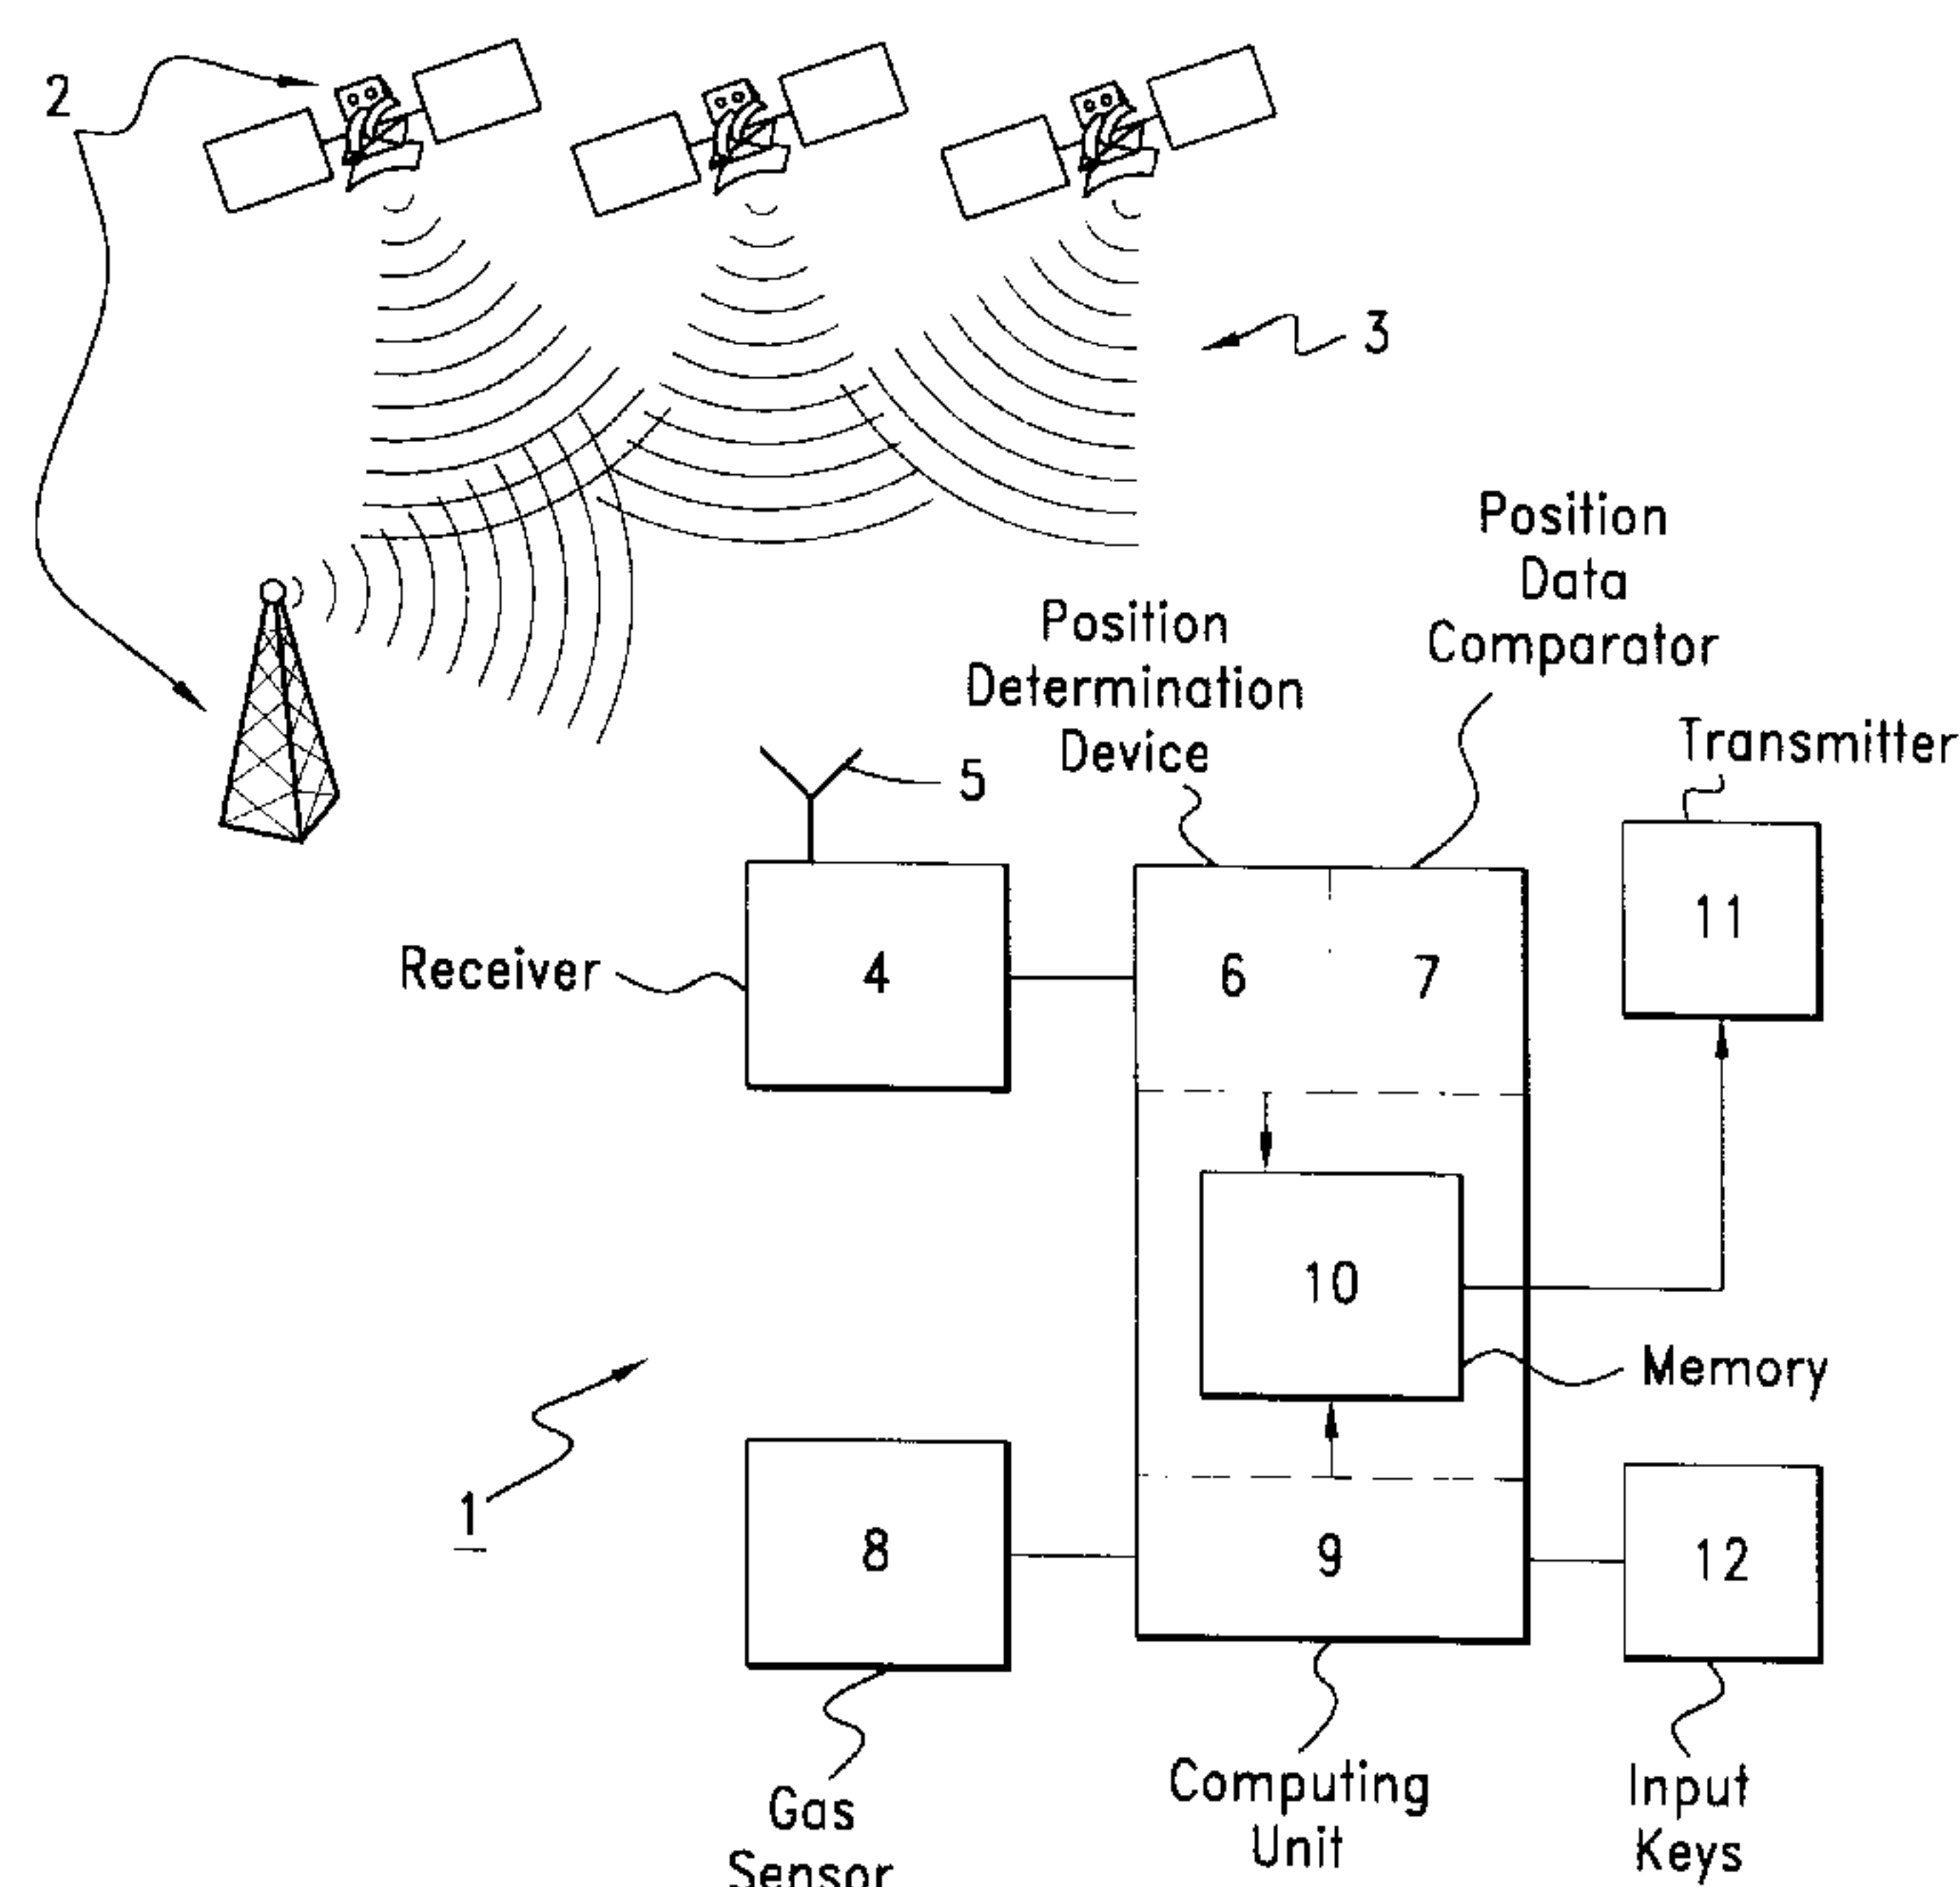 2
3
Position
Data
Comparator
Position
Determination
Device
Transmitter
5
11
Receiver
4
6
7
10
Memory
1
8
9
12
Gas
Sensor
Computing
Unit
Input
Keys